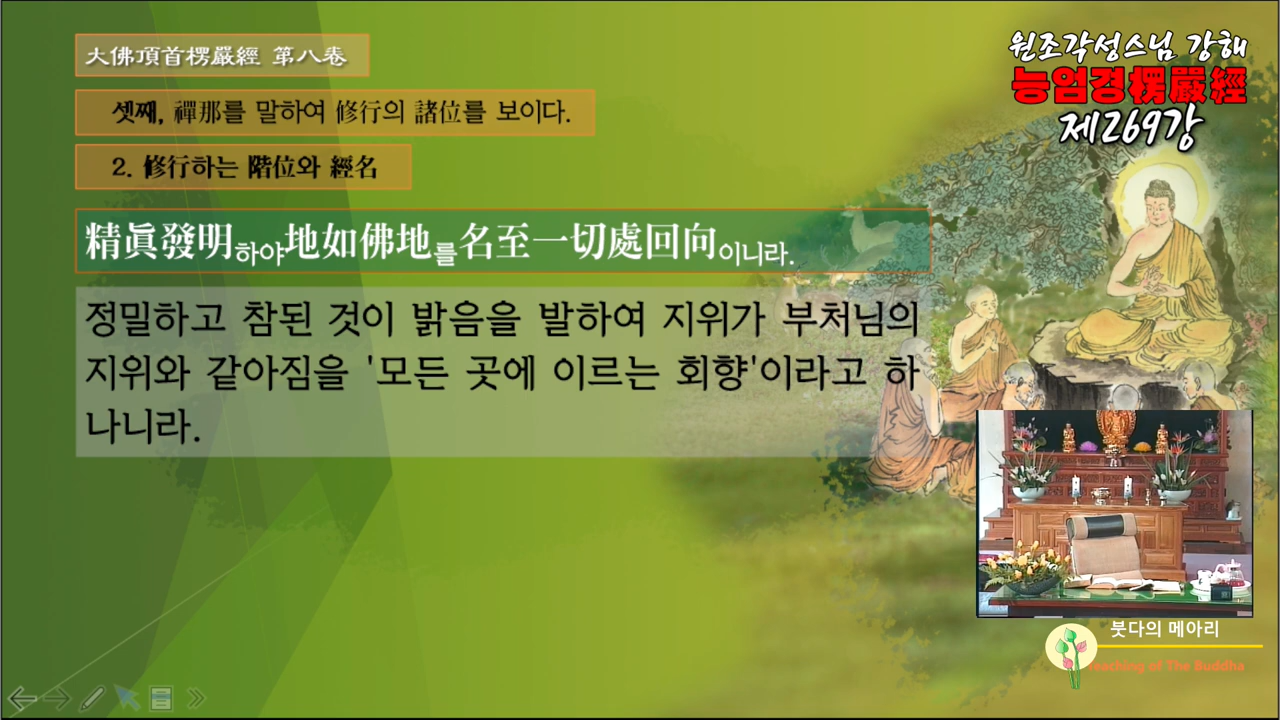 大佛頂首楞嚴經 第八卷
셋째, 禪那를 말하여 修行의 諸位를 보이다.
2. 修行하는 階位와 經名
精眞發明하야地如佛地를名至一切處回向이니라.
정밀하고 참된 것이 밝음을 발하여 지위가 부처님의
지위와 같아짐을 '모든 곳에 이르는 회향'이라고 하
나니라.
원조각성스님 강해
능엄경楞嚴經
제269강
붓다의 메아리
Teaching of The Buddha